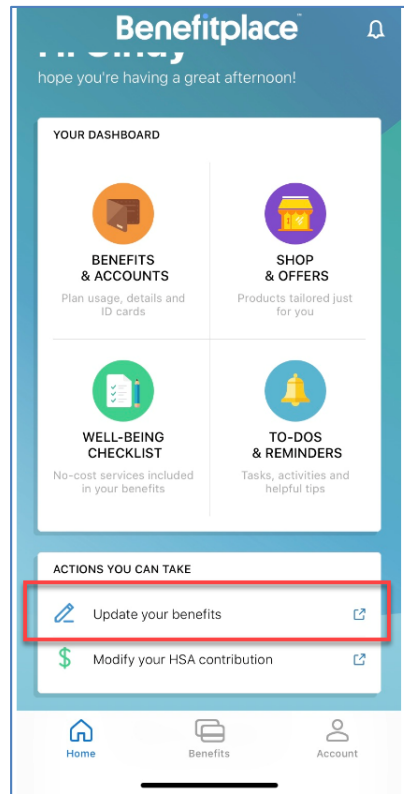 Benefitplace
hope you're having a great afternoon!
YOUR DASHBOARD
BENEFITS
& ACCOUNTS
Plan usage, details and
ID cards
SHOP
& OFFERS
Products tailored just
for you
WELL-BEING
CHECKLIST
No-cost services included
in your benefits
TO-DOS
& REMINDERS
Tasks, activities and
helpful tips
ACTIONS YOU CAN TAKE
Update your benefits
$ Modify your HSA contribution
Home
Benefits
Account